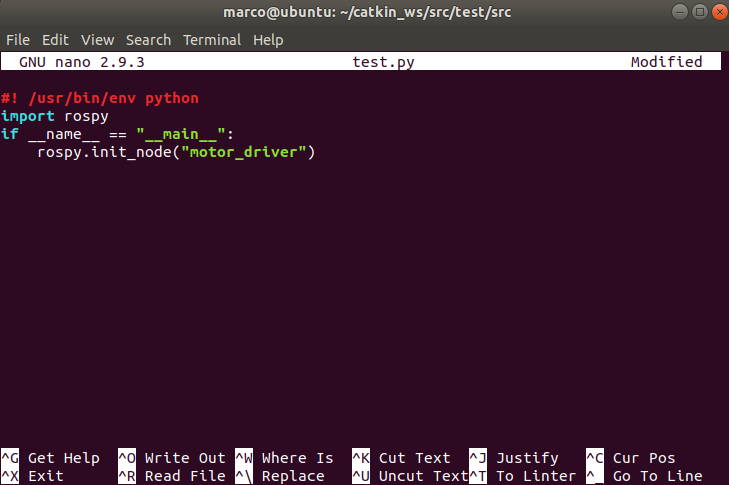 marco@ubuntu: ~/catkin_ws/src/test/src
File Edit View Search Terminal Help
GNU nano 2.9.3 test.py Modified
#! /usr/bin/env python
import rospy
if __name__ == "__main__":
    rospy.init_node("motor_driver")
^G Get Help ^O Write Out ^W Where Is ^K Cut Text ^J Justify ^C Cur Pos
^X Exit ^R Read File ^\ Replace ^U Uncut Text ^T To Linter ^_ Go To Line